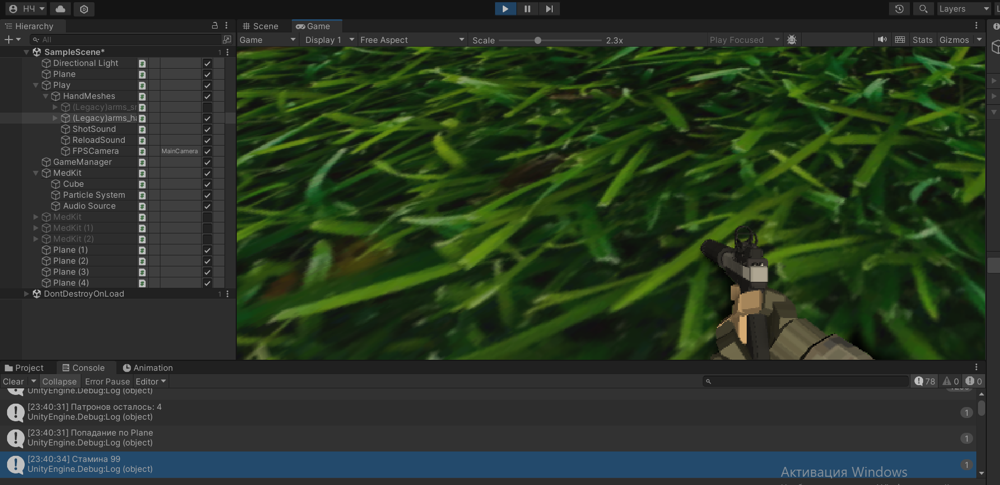 НЧ
Layers
Hierarchy
Scene
Game
All
Game
Display 1
Free Aspect
Scale
2.3x
Play Focused
Stats
Gizmos
SampleScene*
1
Directional Light
Plane
Play
HandMeshes
(Legacy)arms_
(Legacy)arms_ha
ShotSound
ReloadSound
FPSCamera
MainCamera
GameManager
MedKit
Cube
Particle System
Audio Source
MedKit
MedKit (1)
MedKit (2)
Plane (1)
Plane (2)
Plane (3)
Plane (4)
DontDestroyOnLoad
1
Project
Console
Animation
Clear
Collapse
Error Pause
Editor
78
0
0
UnityEngine.Debug:Log (object)
[23:40:31] Патронов осталось: 4
UnityEngine.Debug:Log (object)
1
[23:40:31] Попадание по Plane
UnityEngine.Debug:Log (object)
1
[23:40:34] Стамина 99
UnityEngine.Debug:Log (object)
1
Активация Windows